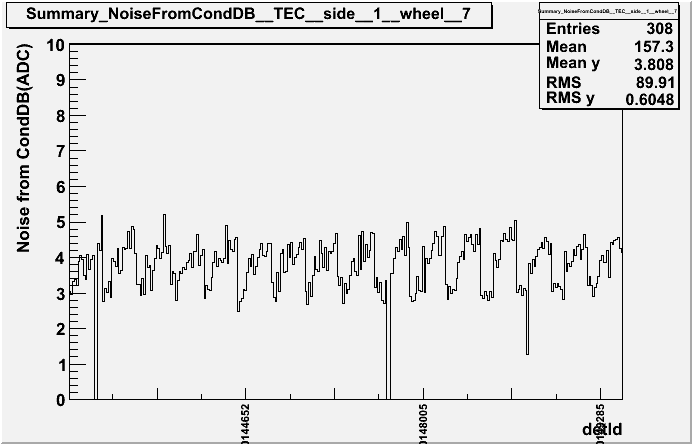 Summary_NoiseFromCondDB__TEC__side__1__wheel__7
Summary_NoiseFromCondDB__TEC__side__1__wheel__7
Entries 308
Mean 157.3
Mean y 3.808
RMS 89.91
RMS y 0.6048
Noise from CondDB(ADC)
10
9
8
7
6
5
4
3
2
1
0
0144652
0148005
detId